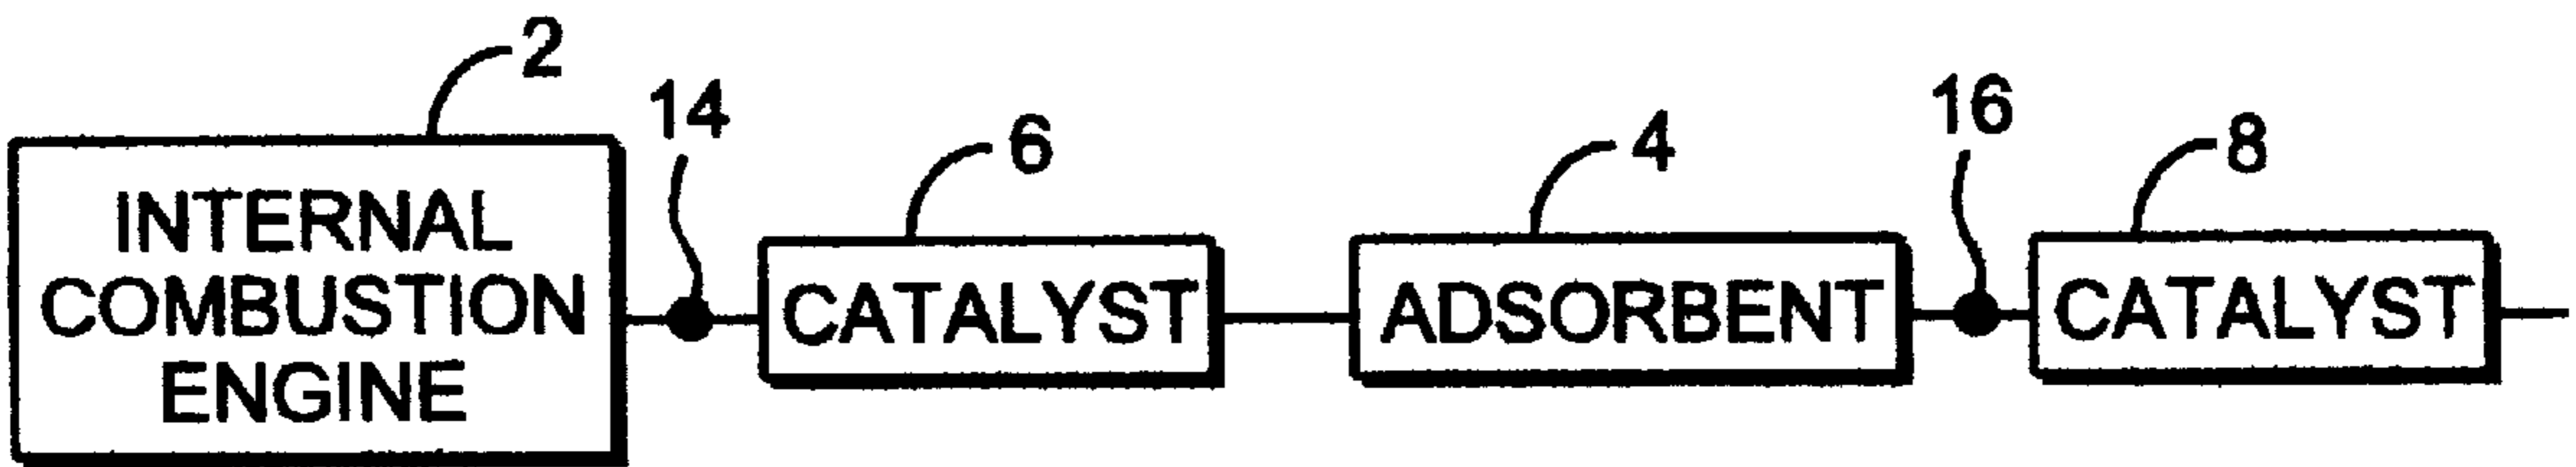 2
14
6
4
16
8
INTERNAL
COMBUSTION
ENGINE
CATALYST
ADSORBENT
CATALYST